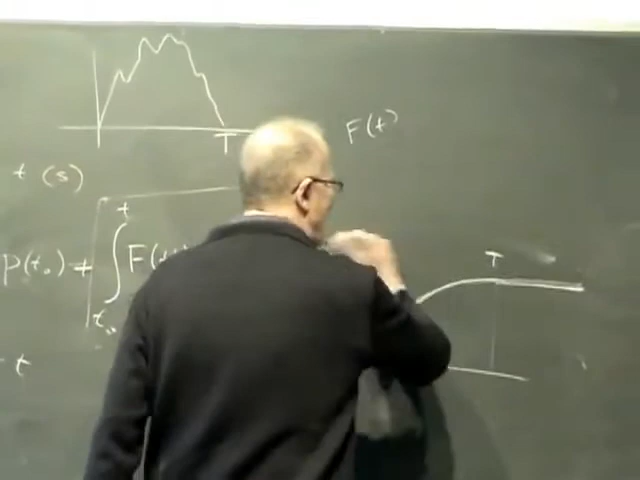 T
F(t)
t (s)
t
P(t₀) + ∫ F(t
t₀
T
t